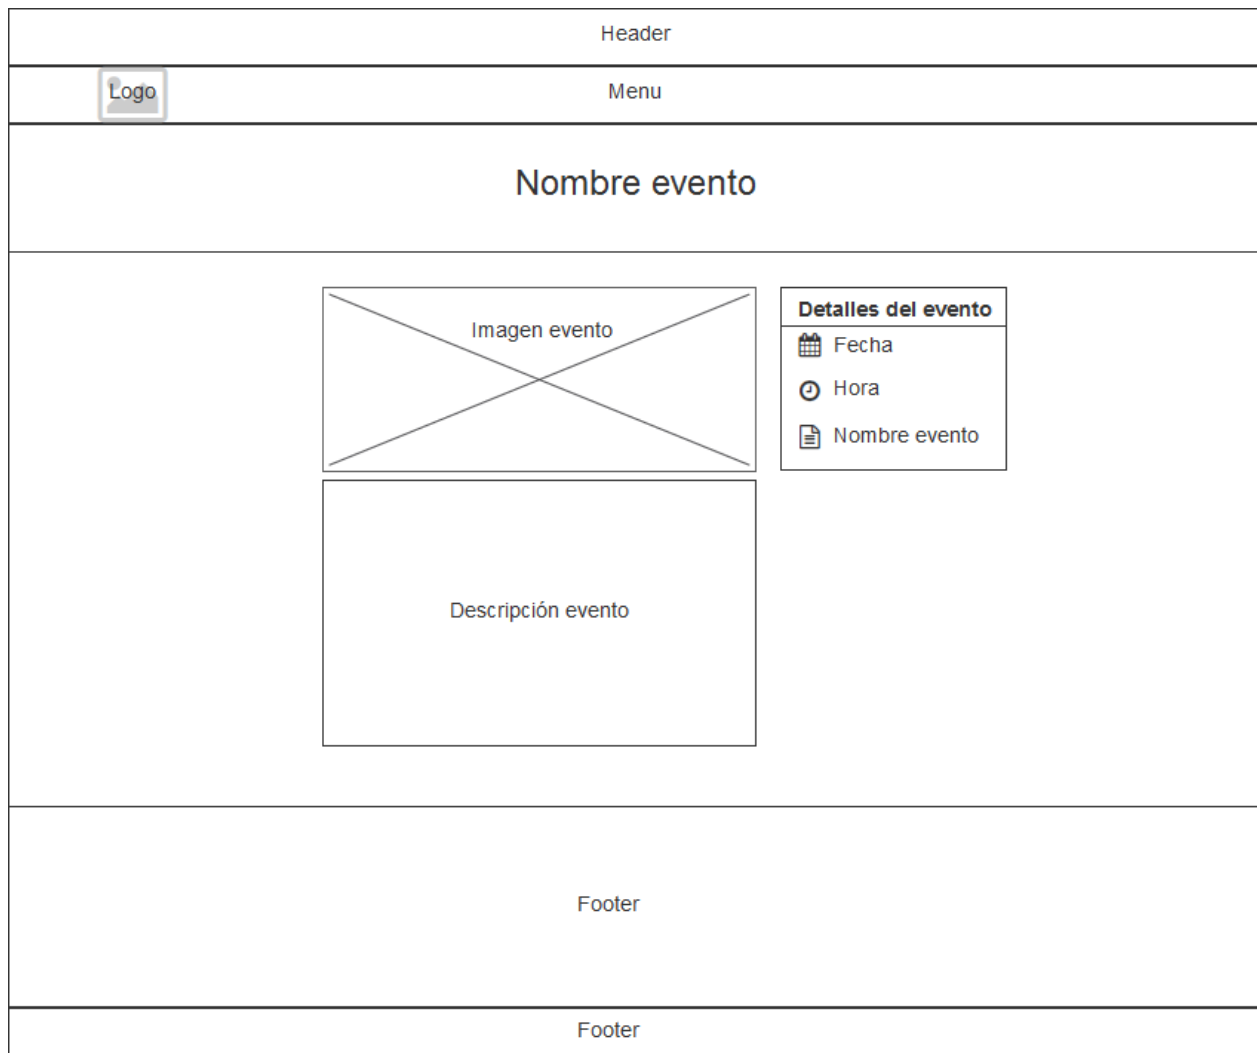 Header
Logo
Menu
Nombre evento
Imagen evento
Detalles del evento
Fecha
Hora
Nombre evento
Descripción evento
Footer
Footer